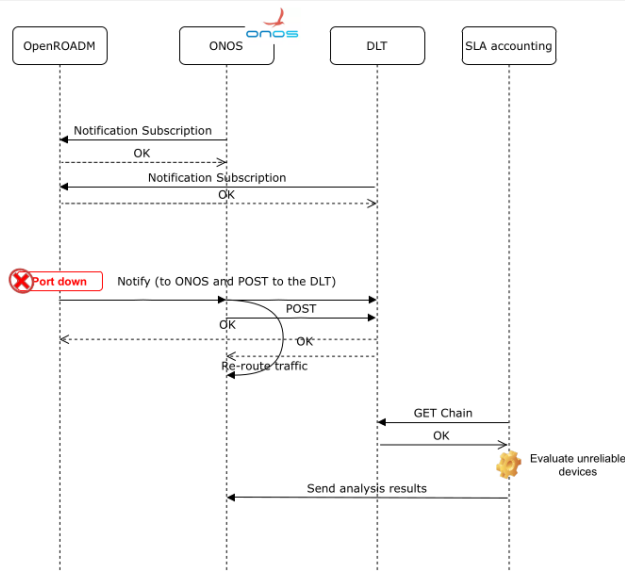 onos
OpenROADM
ONOS
DLT
SLA accounting
Notification Subscription
OK
Notification Subscription
OK
Port down
Notify (to ONOS and POST to the DLT)
POST
OK
OK
Re-route traffic
GET Chain
OK
Evaluate unreliable
devices
Send analysis results